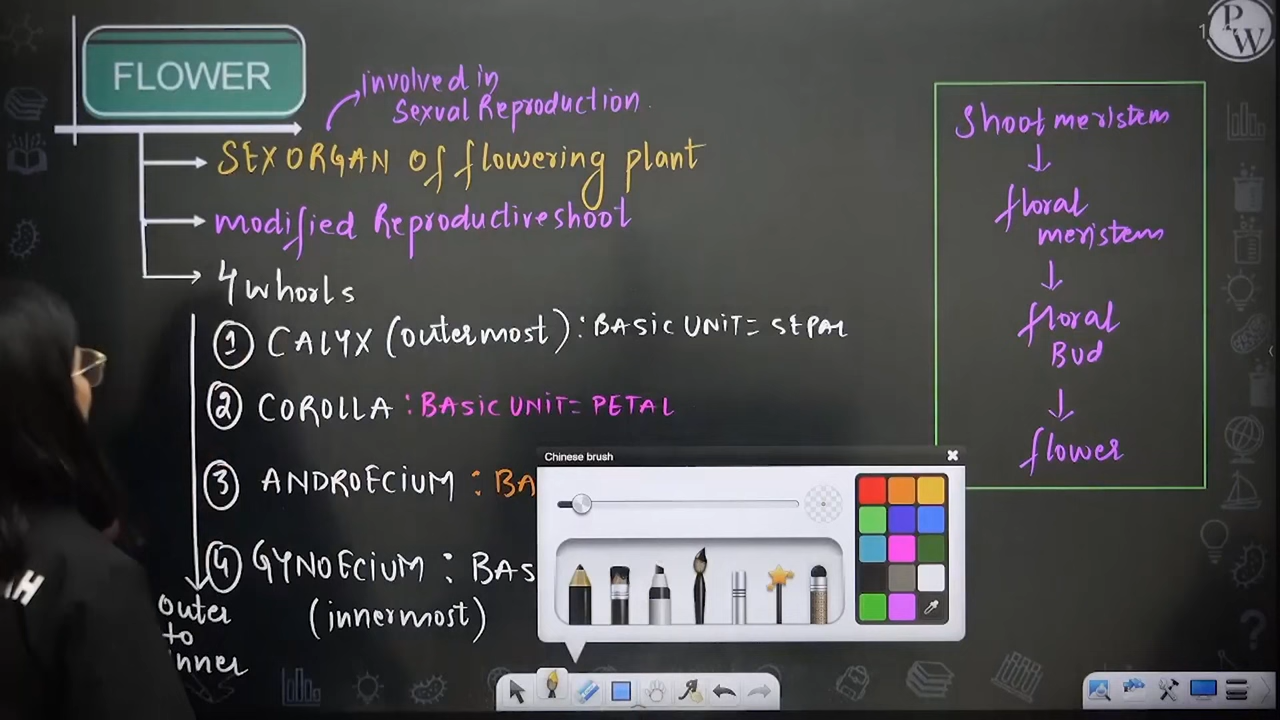 FLOWER
involved in
Sexual Reproduction.
SEX ORGAN of flowering plant
modified Reproductive shoot
4 whorls
① CALYX (outermost) : BASIC UNIT = SEPAL
② COROLLA : BASIC UNIT = PETAL
③ ANDROECIUM : BA
④ GYNOECIUM : BAS
(innermost)
outer
to
inner
Shoot meristem
↓
floral
meristem
↓
floral
Bud
↓
flower
Chinese brush
PW
H